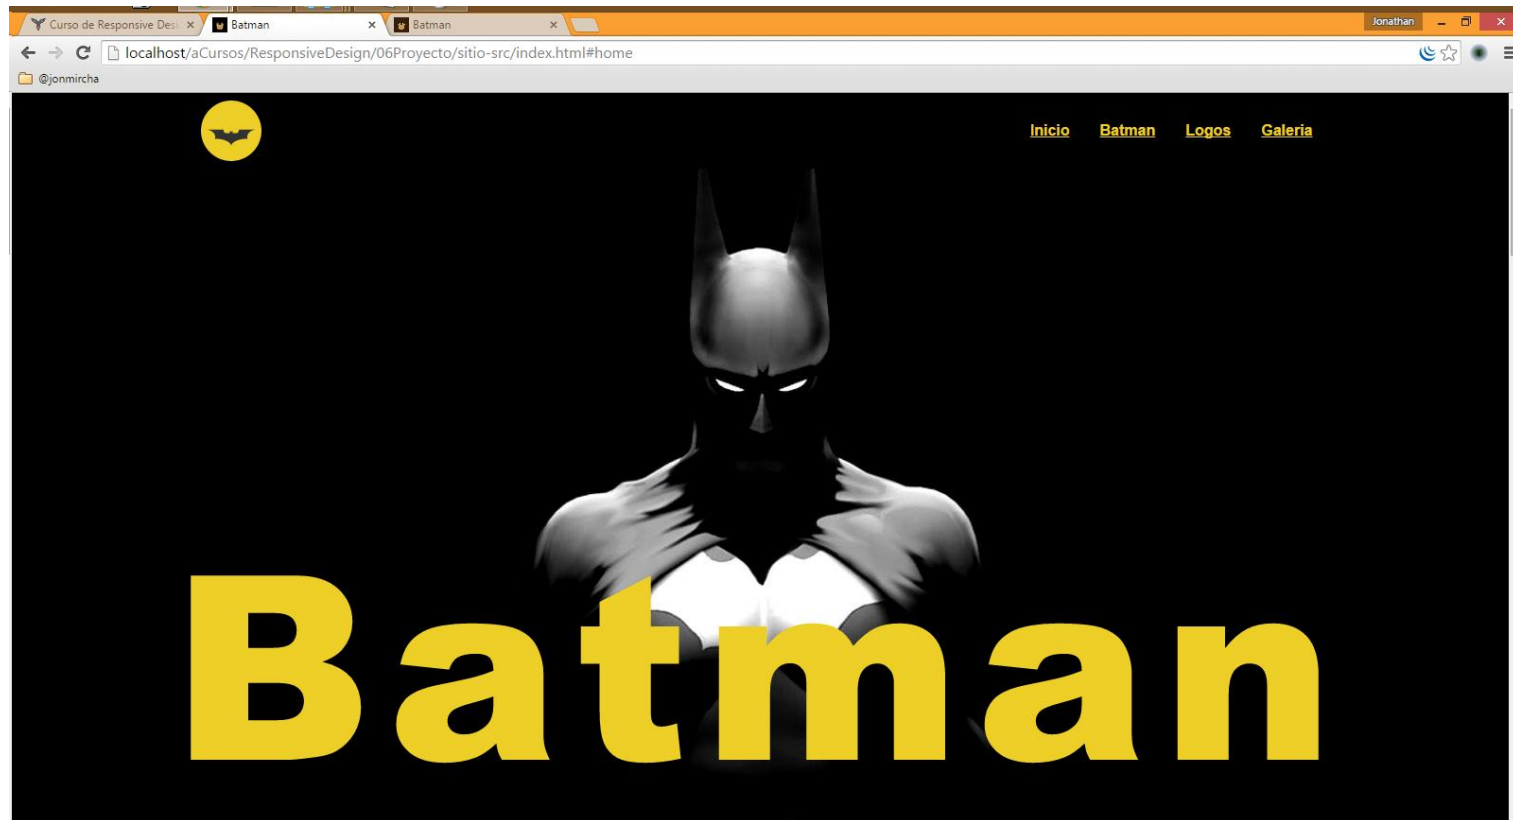 Curso de Responsive Desi
Batman
Batman
Jonathan
localhost/aCursos/ResponsiveDesign/06Proyecto/sitio-src/index.html#home
@jonmircha
Inicio
Batman
Logos
Galeria
Batman